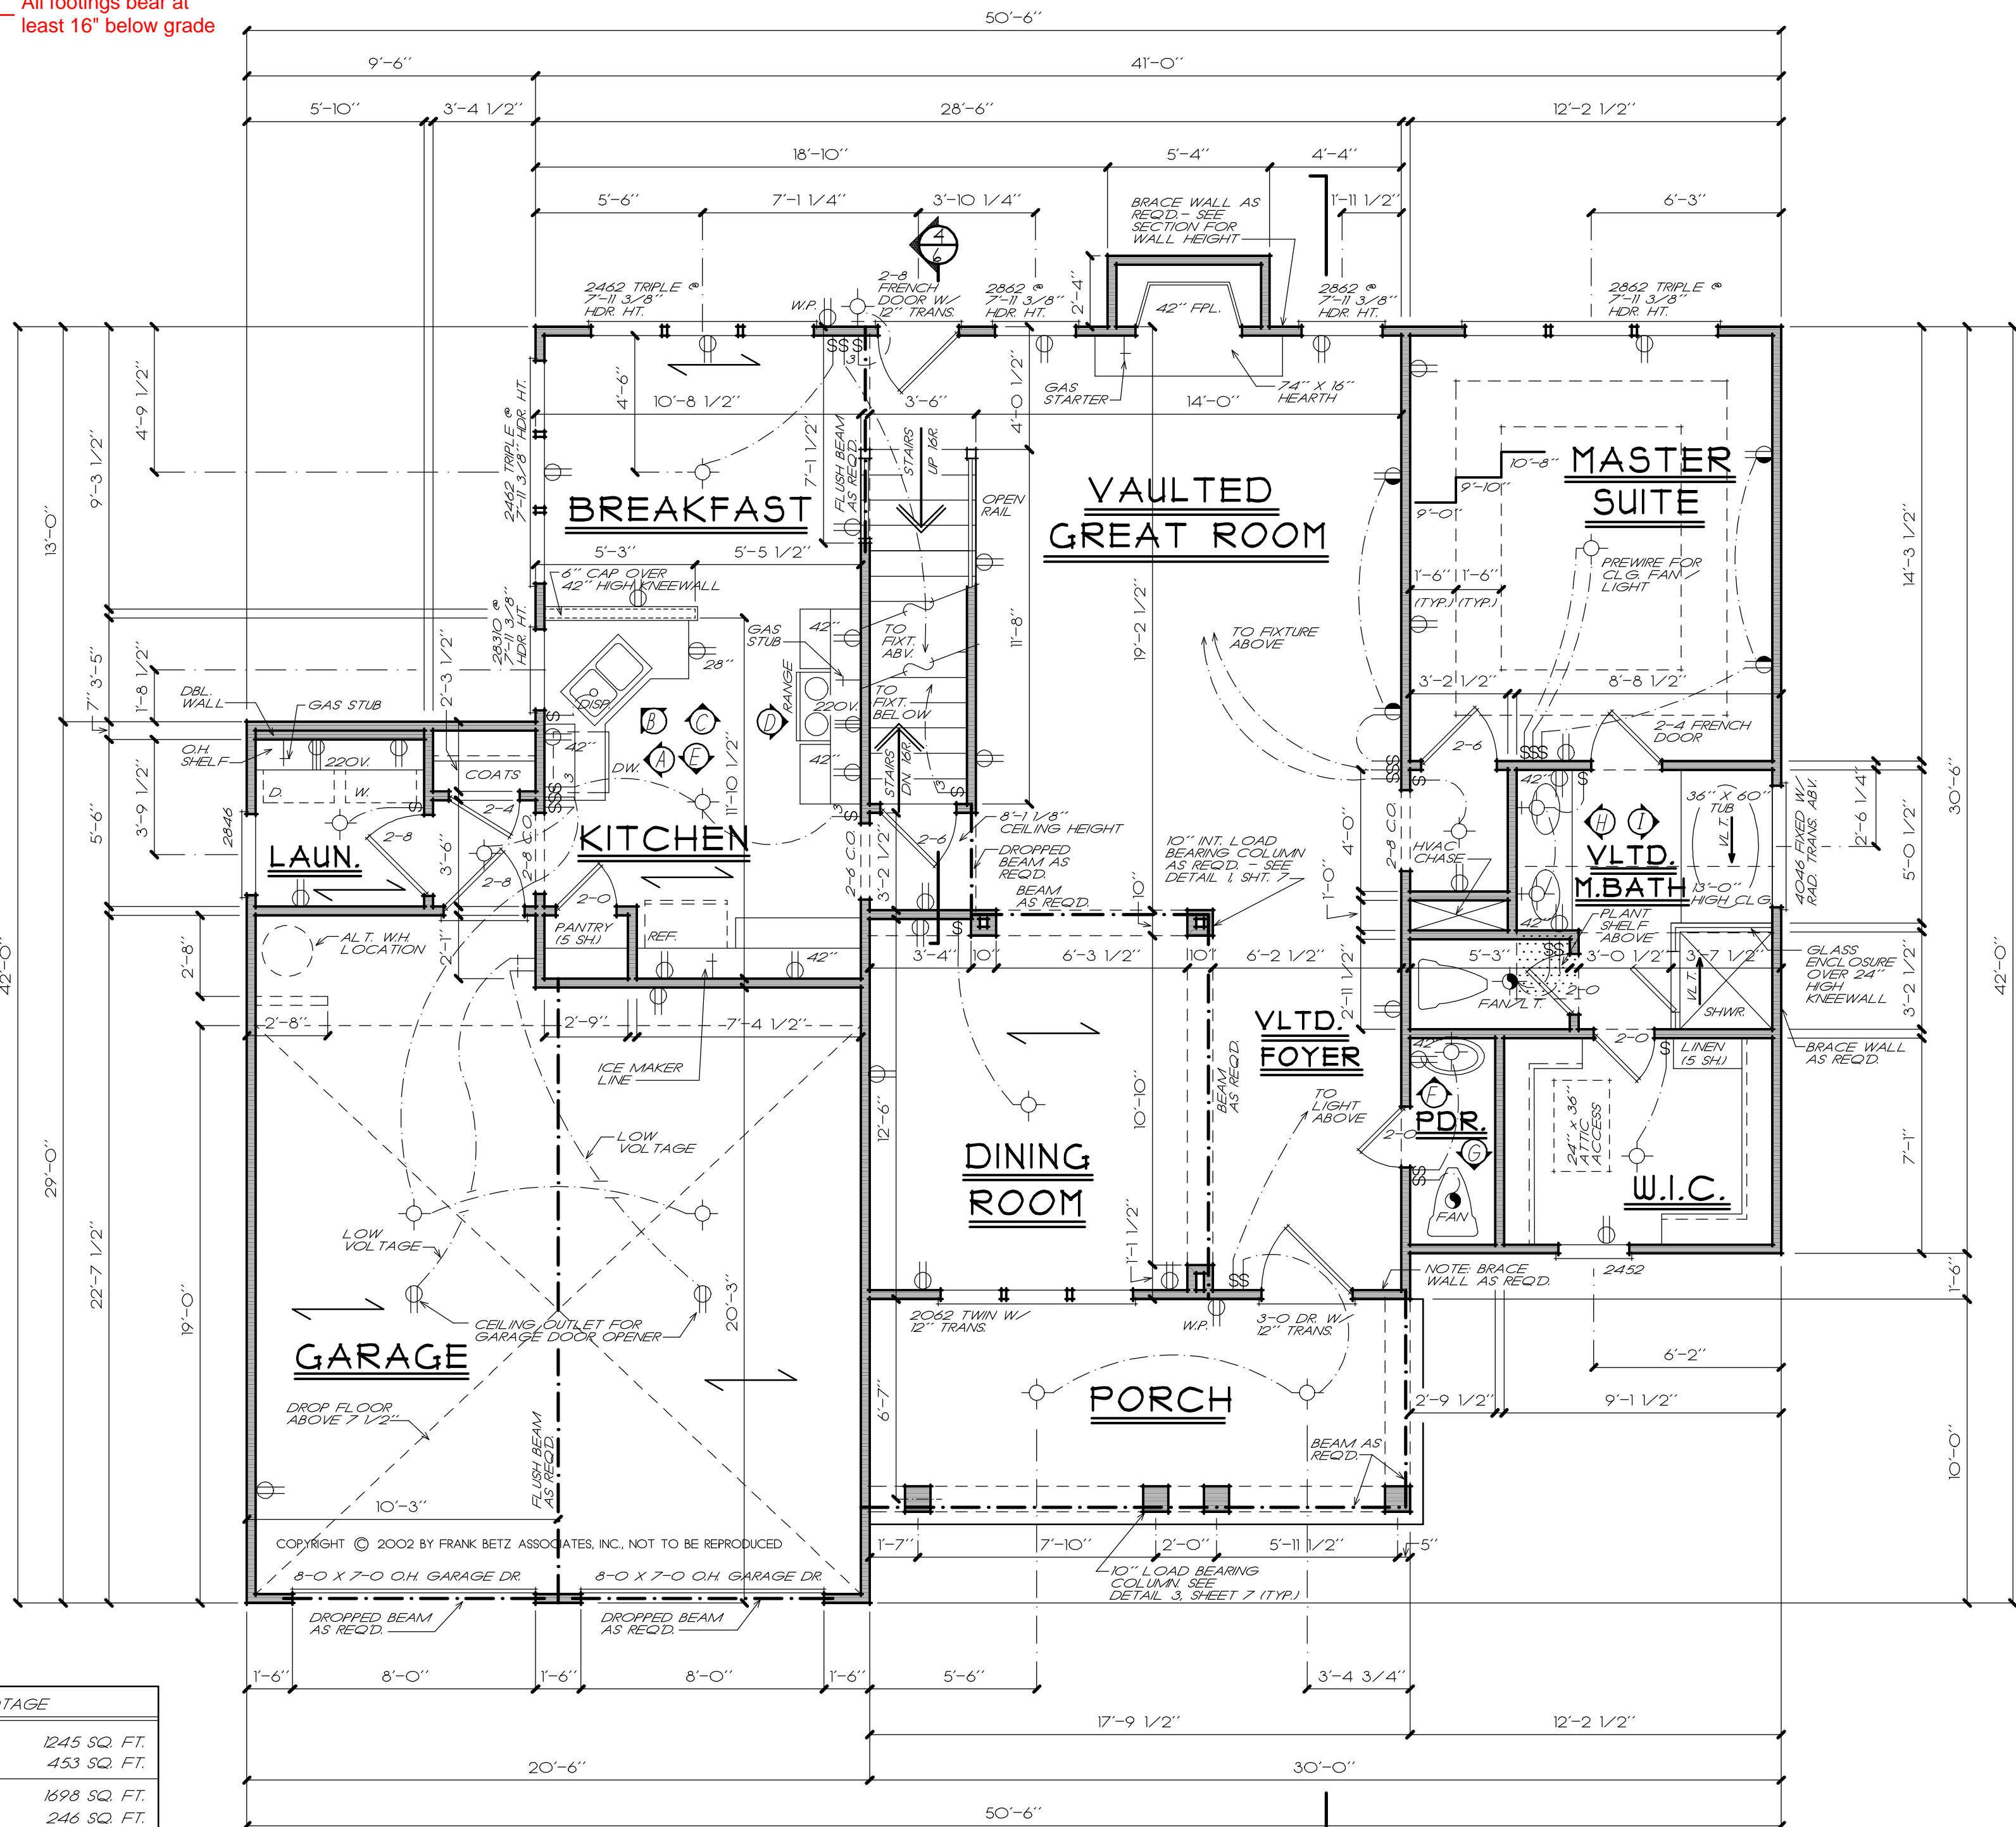 All footings bear at
least 16" below grade
50'-6"
9'-6"
41'-0"
5'-10"
3'-4 1/2"
28'-6"
12'-2 1/2"
18'-10"
5'-4"
4'-4"
5'-6"
7'-1 1/4"
3'-10 1/4"
1'-11 1/2"
6'-3"
BRACE WALL AS
REQ'D.- SEE
SECTION FOR
WALL HEIGHT
4
6
2'-4"
2462 TRIPLE @
7'-11 3/8"
HDR. HT.
W.P.
2-8
FRENCH
DOOR W/
12" TRANS.
2862 @
7'-11 3/8"
HDR. HT.
42" FPL.
2862 @
7'-11 3/8"
HDR. HT.
2862 TRIPLE @
7'-11 3/8"
HDR. HT.
SSS
3
GAS
STARTER
74" X 16"
HEARTH
4'-6"
10'-8 1/2"
3'-6"
4'-0 1/2"
14'-0"
2462 TRIPLE @
7'-11 3/8" HDR. HT.
7'-1 1/2"
FLUSH BEAM
AS REQ'D.
STAIRS
UP 16R.
OPEN
RAIL
BREAKFAST
VAULTED
GREAT ROOM
MASTER
SUITE
10'-8"
9'-10"
9'-0"
PREWIRE FOR
CLG. FAN /
LIGHT
1'-6"
1'-6"
(TYP.)
(TYP.)
4'-9 1/2"
9'-3 1/2"
13'-0"
42'-0"
3'-5"
7"
1'-8 1/2"
2'-3 1/2"
28310 @
7'-11 3/8"
HDR. HT.
5'-3"
5'-5 1/2"
6" CAP OVER
42" HIGH KNEEWALL
GAS
STUB
42"
28"
RANGE
220V.
42"
DISP.
DW.
42"
B
C
D
A
E
11'-10 1/2"
TO
FIXT.
ABV.
TO
FIXT.
BELOW
STAIRS
DN. 16R.
11'-8"
19'-2 1/2"
TO FIXTURE
ABOVE
3'-2 1/2"
8'-8 1/2"
2-6
2-4 FRENCH
DOOR
SSS
14'-3 1/2"
30'-6"
42'-0"
DBL.
WALL
GAS STUB
O.H.
SHELF
220V.
D.
W.
COATS
2-4
2-8
2-8
2-8 C.O.
LAUN.
2846
3'-6"
5'-6"
3'-9 1/2"
SSS
3
KITCHEN
2-0
PANTRY
(5 SH.)
REF.
42"
2-6 C.O.
3'-2 1/2"
2-6
3
3
8'-1 1/8"
CEILING HEIGHT
DROPPED
BEAM AS
REQ'D.
BEAM
AS REQ'D.
10" INT. LOAD
BEARING COLUMN
AS REQ'D. - SEE
DETAIL 1, SHT. 7
10"
SSS
4'-0"
2-8 C.O.
1'-0"
HVAC
CHASE
42"
42"
H
I
VLTD.
M.BATH
36" X 60"
TUB
VLT.
13'-0"
HIGH CLG.
4046 FIXED W/
RAD. TRANS. ABV.
2'-6 1/4"
5'-0 1/2"
PLANT
SHELF
ABOVE
GLASS
ENCLOSURE
OVER 24"
HIGH
KNEEWALL
ALT. W.H.
LOCATION
2'-8"
2'-1"
2'-8"
2'-9"
7'-4 1/2"
ICE MAKER
LINE
3'-4"
10"
6'-3 1/2"
10"
6'-2 1/2"
2'-11 1/2"
5'-3"
3'-0 1/2"
3'-7 1/2"
3'-2 1/2"
FAN/LT.
2-0
VLT.
SHWR.
BRACE WALL
AS REQ'D.
VLTD.
FOYER
42"
2-0
LINEN
(5 SH.)
24" X 36"
ATTIC
ACCESS
F
PDR.
G
2-0
SS
FAN
W.I.C.
7'-1"
12'-6"
10'-10"
BEAM
AS REQ'D.
TO
LIGHT
ABOVE
DINING
ROOM
LOW
VOLTAGE
LOW
VOLTAGE
29'-0"
22'-7 1/2"
19'-0"
20'-3"
CEILING OUTLET FOR
GARAGE DOOR OPENER
GARAGE
DROP FLOOR
ABOVE 7 1/2"
FLUSH BEAM
AS REQ'D.
10'-3"
1'-1 1/2"
SS
2062 TWIN W/
12" TRANS.
W.P.
3-0 DR. W/
12" TRANS.
NOTE: BRACE
WALL AS REQ'D.
2452
1'-6"
6'-2"
6'-7"
PORCH
BEAM AS
REQ'D.
2'-9 1/2"
9'-1 1/2"
10'-0"
COPYRIGHT © 2002 BY FRANK BETZ ASSOCIATES, INC., NOT TO BE REPRODUCED
8-0 X 7-0 O.H. GARAGE DR.
8-0 X 7-0 O.H. GARAGE DR.
1'-7"
7'-10"
2'-0"
5'-11 1/2"
5"
10" LOAD BEARING
COLUMN. SEE
DETAIL 3, SHEET 7 (TYP.)
DROPPED BEAM
AS REQ'D.
DROPPED BEAM
AS REQ'D.
1'-6"
8'-0"
1'-6"
8'-0"
1'-6"
5'-6"
3'-4 3/4"
17'-9 1/2"
12'-2 1/2"
20'-6"
30'-0"
50'-6"
1245 SQ. FT.
453 SQ. FT.
1698 SQ. FT.
246 SQ. FT.